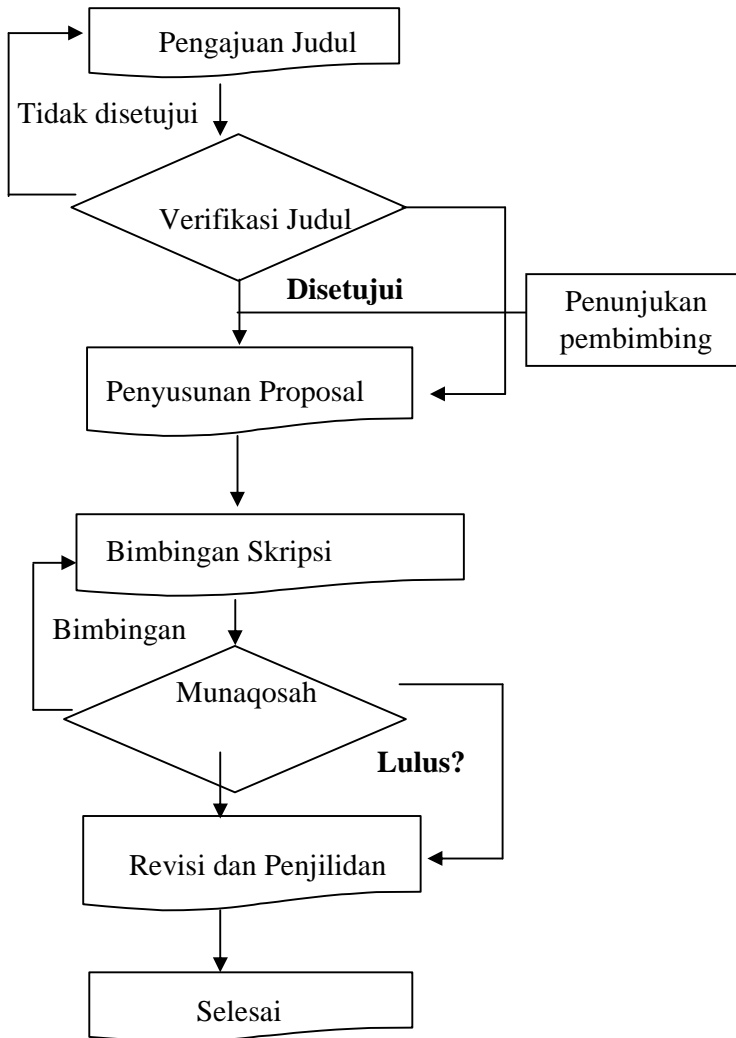 Pengajuan Judul
Tidak disetujui
Verifikasi Judul
Disetujui
Penunjukan
pembimbing
Penyusunan Proposal
Bimbingan Skripsi
Bimbingan
Munaqosah
Lulus?
Revisi dan Penjilidan
Selesai